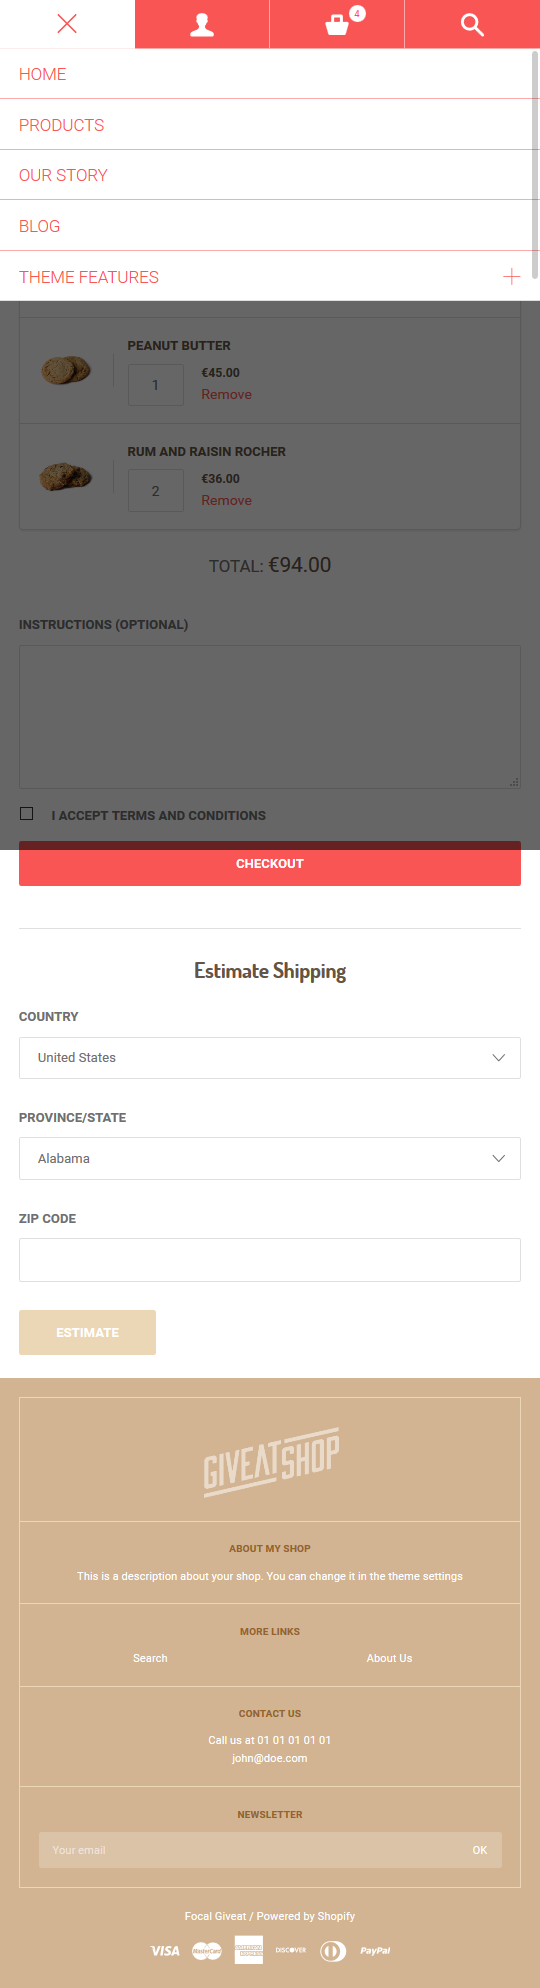 4
HOME
PRODUCTS
OUR STORY
BLOG
THEME FEATURES
PEANUT BUTTER
1
€45.00
Remove
RUM AND RAISIN ROCHER
2
€36.00
Remove
TOTAL: €94.00
INSTRUCTIONS (OPTIONAL)
I ACCEPT TERMS AND CONDITIONS
CHECKOUT
Estimate Shipping
COUNTRY
United States
PROVINCE/STATE
Alabama
ZIP CODE
ESTIMATE
GIVEATSHOP
ABOUT MY SHOP
This is a description about your shop. You can change it in the theme settings
MORE LINKS
Search About Us
CONTACT US
Call us at 01 01 01 01 01
john@doe.com
NEWSLETTER
Your email OK
Focal Giveat / Powered by Shopify
VISA MasterCard DISCOVER PayPal